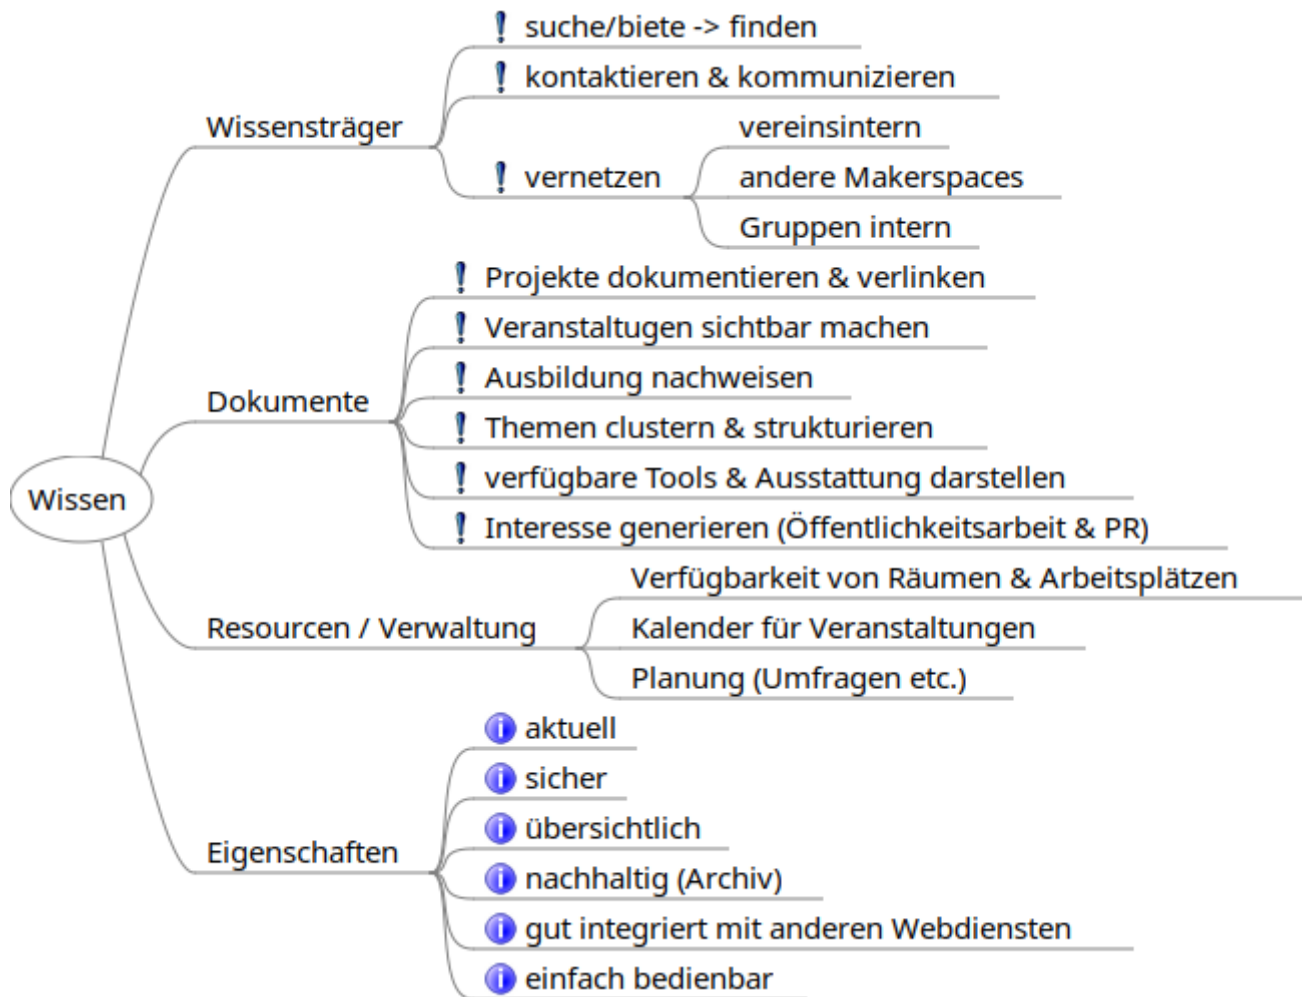 suche/biete -> finden
kontaktieren & kommunizieren
Wissensträger
vereinsintern
vernetzen
andere Makerspaces
Gruppen intern
Projekte dokumentieren & verlinken
Veranstaltugen sichtbar machen
Ausbildung nachweisen
Dokumente
Themen clustern & strukturieren
verfügbare Tools & Ausstattung darstellen
Wissen
Interesse generieren (Öffentlichkeitsarbeit & PR)
Verfügbarkeit von Räumen & Arbeitsplätzen
Resourcen / Verwaltung
Kalender für Veranstaltungen
Planung (Umfragen etc.)
aktuell
sicher
übersichtlich
Eigenschaften
nachhaltig (Archiv)
gut integriert mit anderen Webdiensten
einfach bedienbar